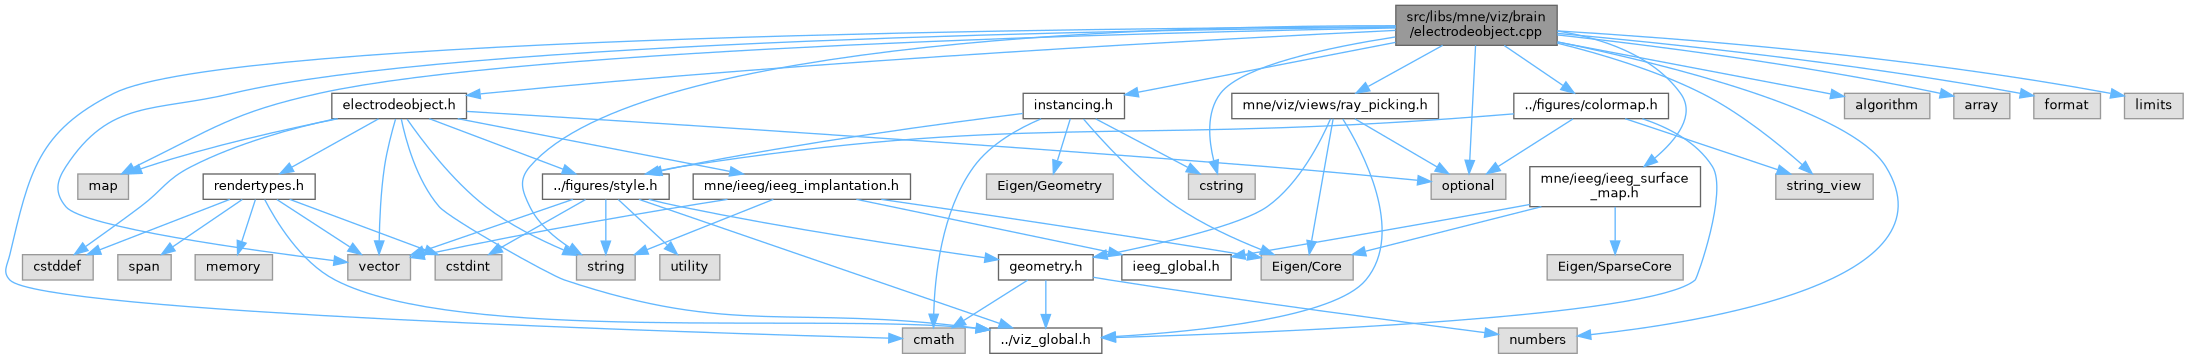 src/libs/mne/viz/brain
/electrodeobject.cpp
electrodeobject.h
instancing.h
mne/viz/views/ray_picking.h
../figures/colormap.h
algorithm
array
format
limits
map
rendertypes.h
../figures/style.h
mne/ieeg/ieeg_implantation.h
Eigen/Geometry
cstring
optional
mne/ieeg/ieeg_surface
_map.h
string_view
cstddef
span
memory
vector
cstdint
string
utility
geometry.h
ieeg_global.h
Eigen/Core
Eigen/SparseCore
cmath
../viz_global.h
numbers